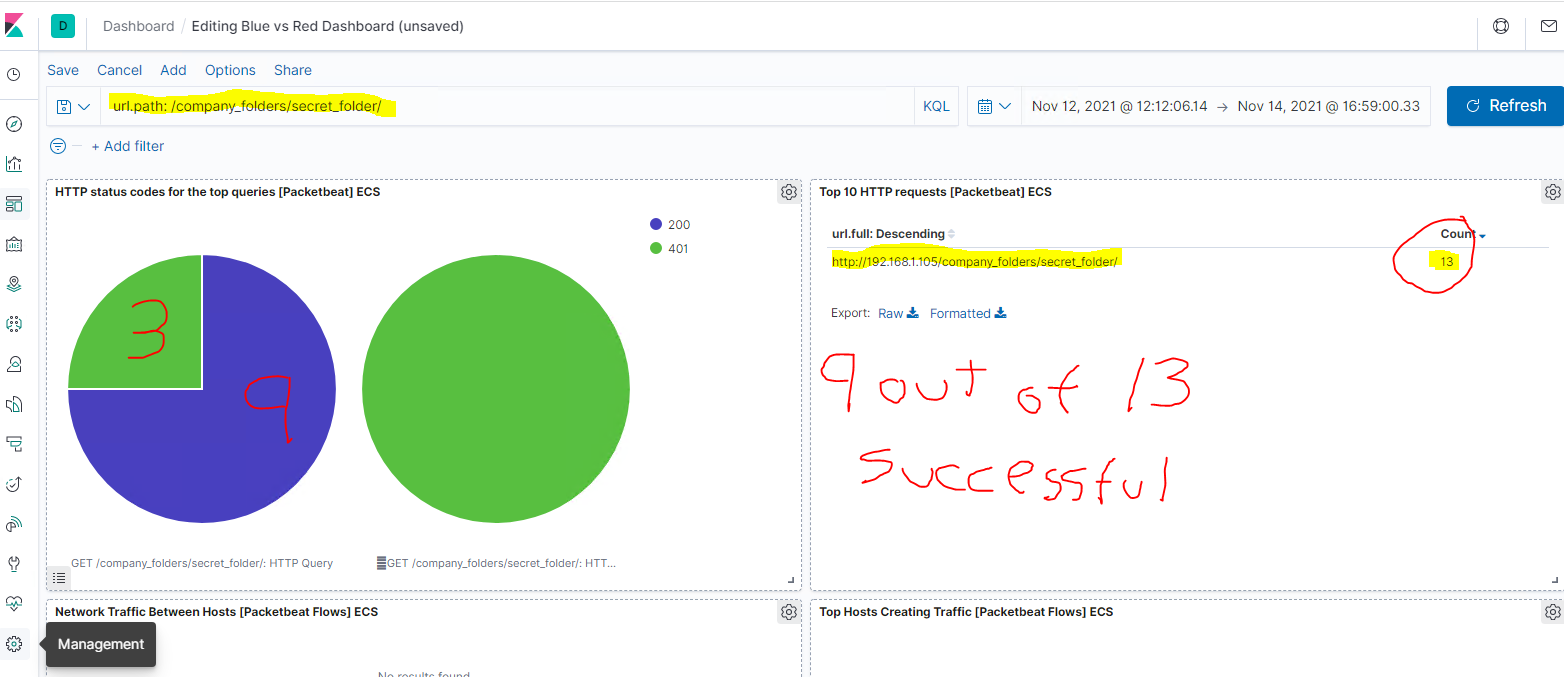 D Dashboard / Editing Blue vs Red Dashboard (unsaved)
Save Cancel Add Options Share
url.path: /company_folders/secret_folder/ KQL Nov 12, 2021 @ 12:12:06.14 → Nov 14, 2021 @ 16:59:00.33 Refresh
+ Add filter
HTTP status codes for the top queries [Packetbeat] ECS
200
401
3
9
GET /company_folders/secret_folder/: HTTP Query
GET /company_folders/secret_folder/: HTT...
Top 10 HTTP requests [Packetbeat] ECS
url.full: Descending Count
http://192.168.1.105/company_folders/secret_folder/ 13
Export: Raw Formatted
9 out of 13
successful
Network Traffic Between Hosts [Packetbeat Flows] ECS
No results found
Top Hosts Creating Traffic [Packetbeat Flows] ECS
Management